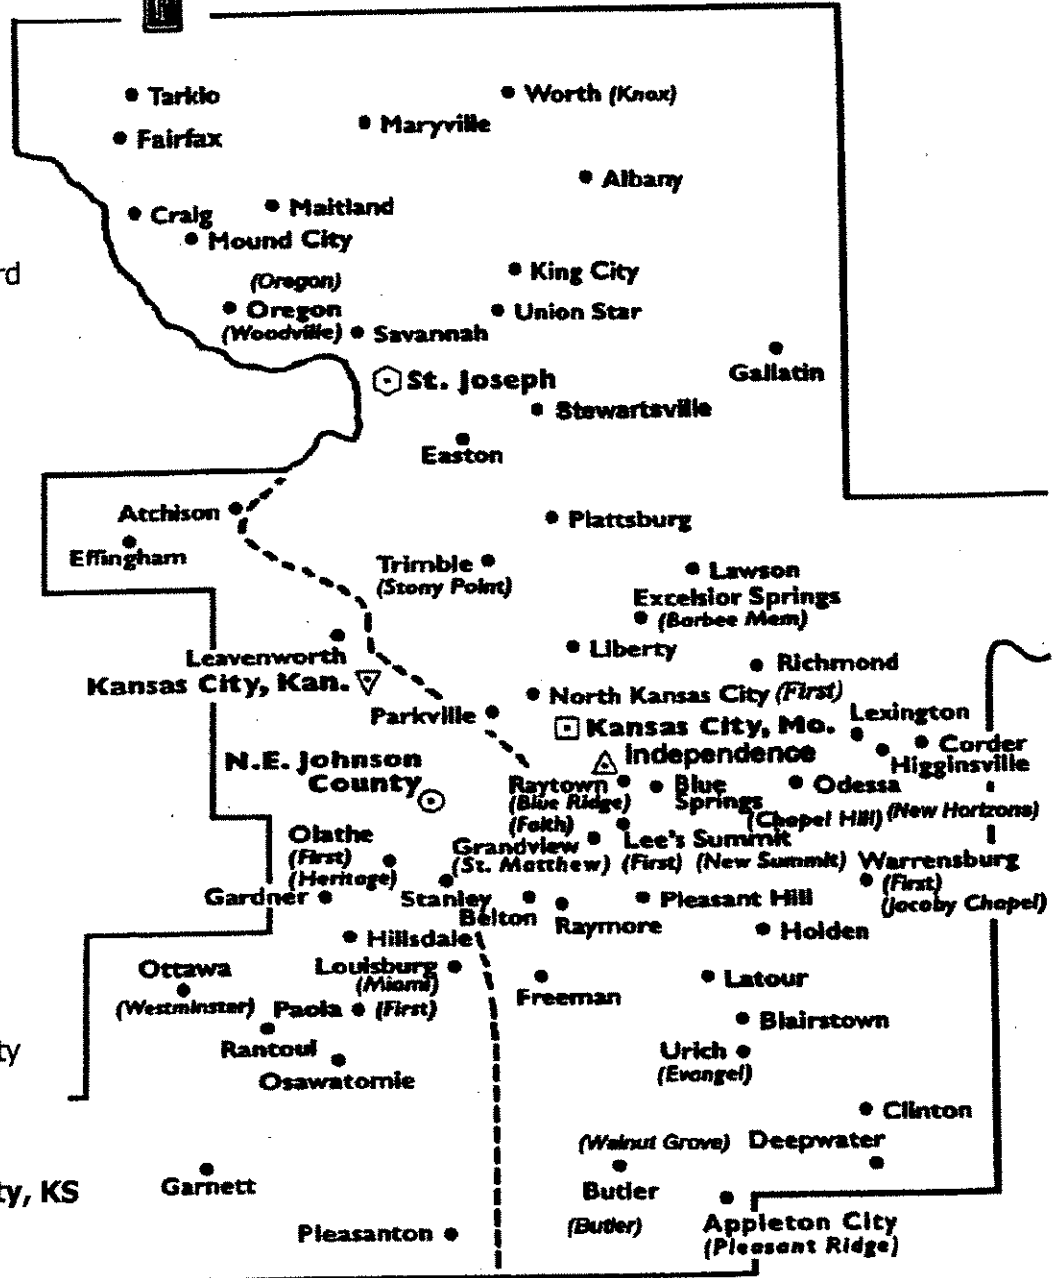 Tarkio
Worth (Knox)
Maryville
Fairfax
Albany
Craig
Maitland
Mound City
rd
(Oregon)
King City
Oregon
Union Star
(Woodville)
Savannah
Gallatin
St. Joseph
Stewartsville
Easton
Atchison
Plattsburg
Effingham
Trimble
(Stony Point)
Lawson
Excelsior Springs
(Barbee Mem)
Liberty
Leavenworth
Richmond
Kansas City, Kan.
North Kansas City (First)
Parkville
Lexington
Kansas City, Mo.
Corder
Higginsville
Independence
N.E. Johnson
County
Raytown
(Blue Ridge)
(Faith)
Blue
Springs
Odessa
(Chapel Hill)
(New Horizons)
Olathe
(First)
(Heritage)
Grandview
(St. Matthew)
Lee's Summit
(First) (New Summit)
Warrensburg
(First)
(Jacoby Chapel)
Gardner
Stanley
Belton
Raymore
Pleasant Hill
Holden
Hillsdale
Ottawa
(Westminster)
Louisburg
(Miami)
Freeman
Latour
Paola
(First)
Blairstown
Rantoul
Urich
(Evangel)
ty
Osawatomie
Clinton
(Walnut Grove)
Deepwater
Garnett
Butler
(Butler)
ty, KS
Appleton City
(Pleasant Ridge)
Pleasanton